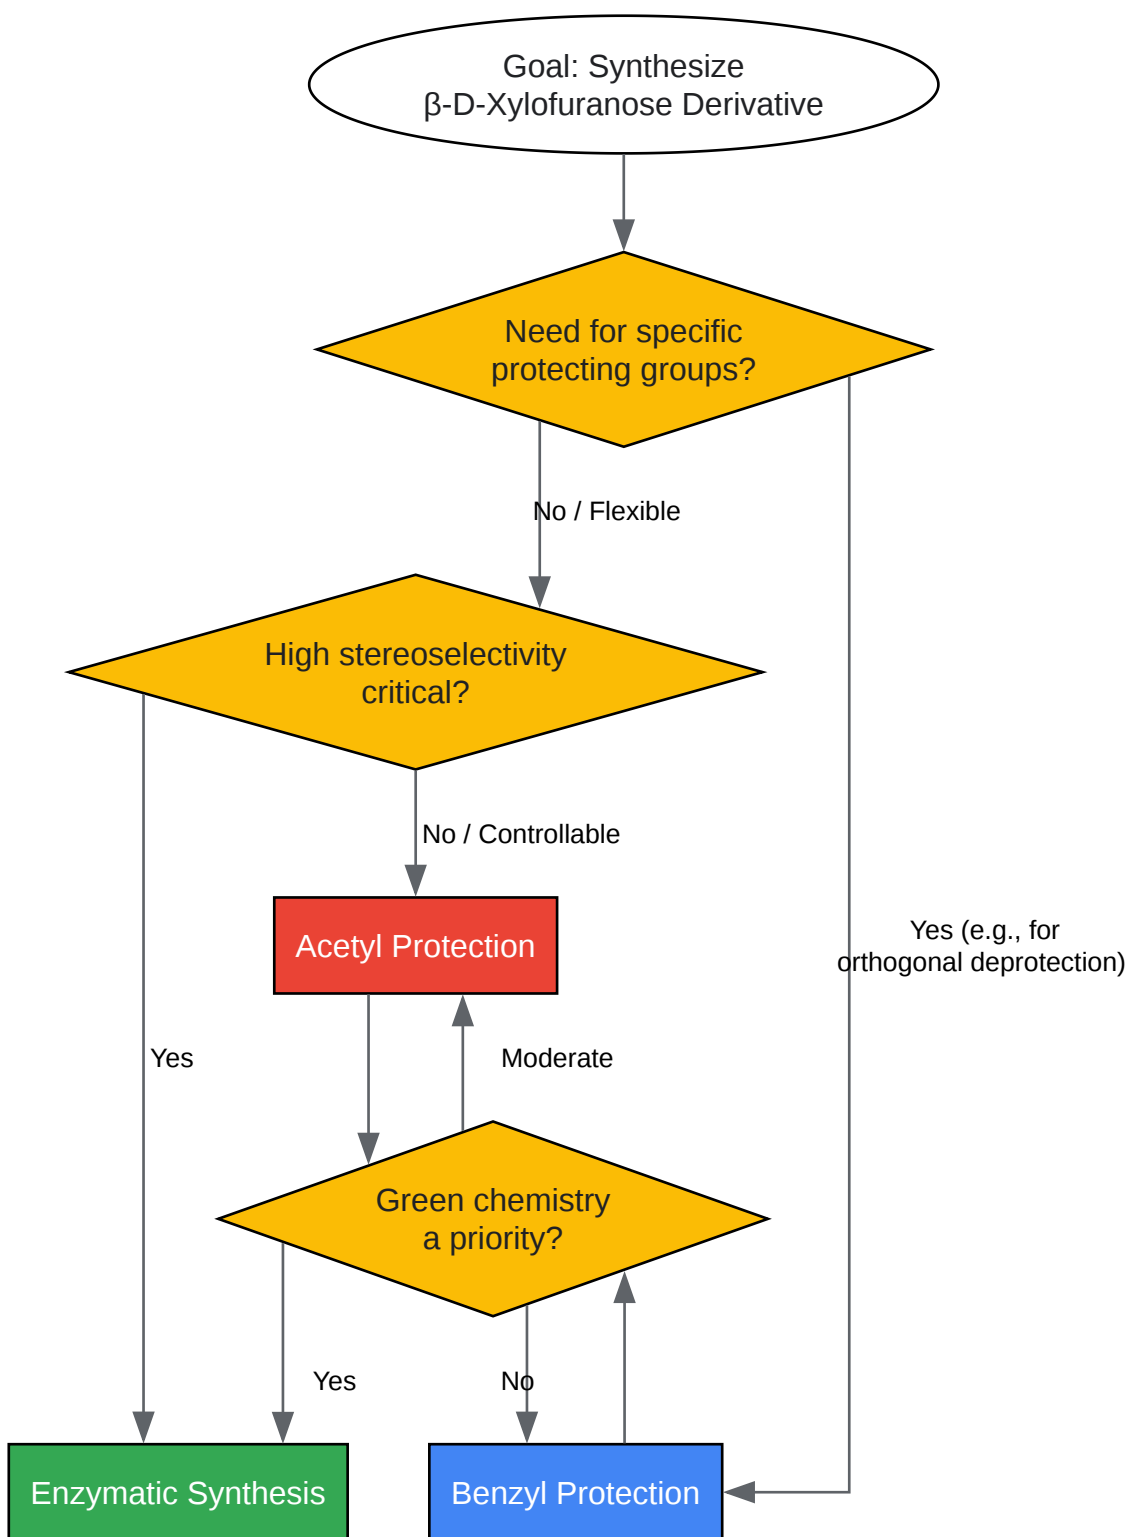 Goal: Synthesize
β-D-Xylofuranose Derivative
Need for specific
protecting groups?
No / Flexible
High stereoselectivity
critical?
No / Controllable
Acetyl Protection
Yes (e.g., for
orthogonal deprotection)
Yes
Moderate
Green chemistry
a priority?
Yes
No
Enzymatic Synthesis
Benzyl Protection